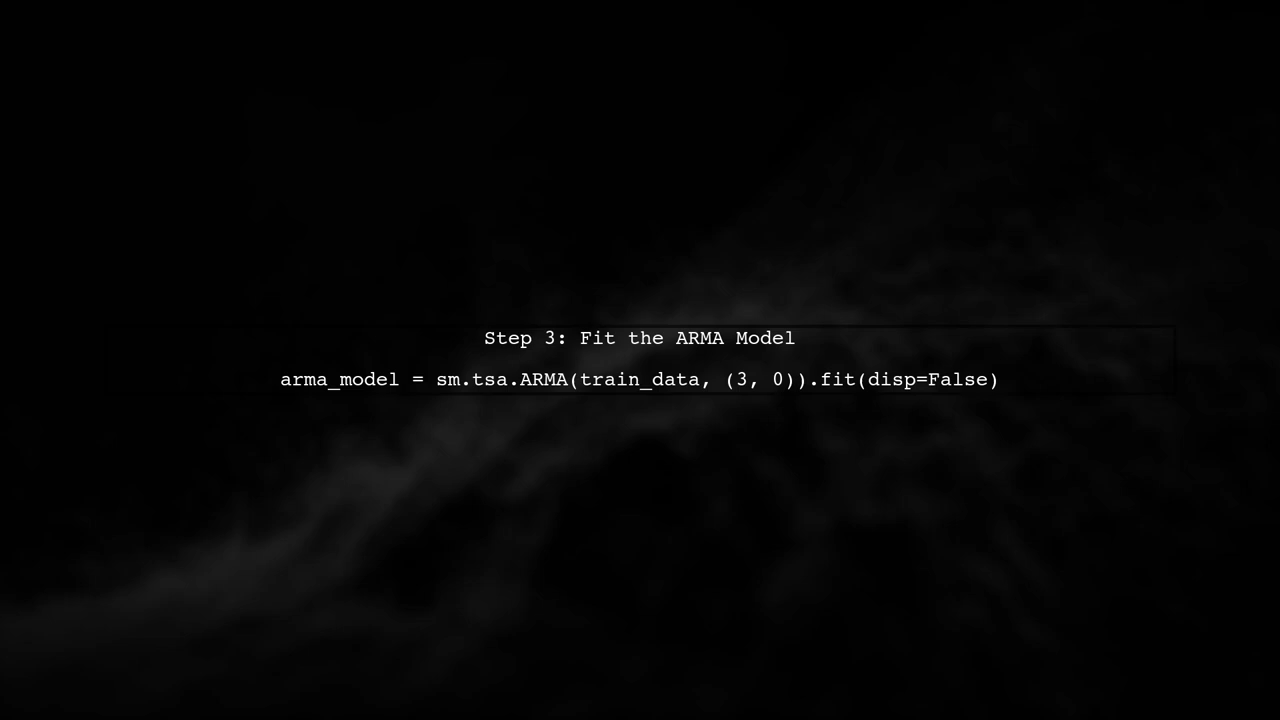 Step 3: Fit the ARMA Model
arma_model = sm.tsa.ARMA(train_data, (3, 0)).fit(disp=False)